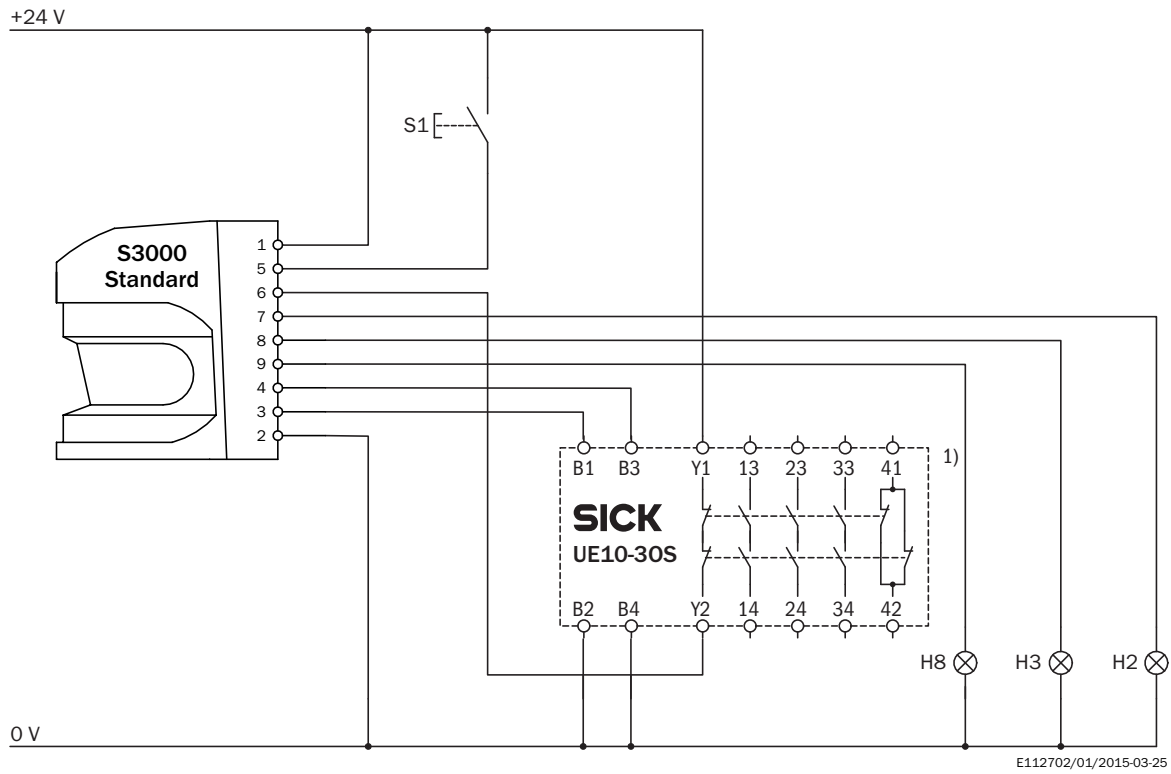 +24 V
S1
S3000
Standard
1
5
6
7
8
9
4
3
2
B1 B3 Y1 13 23 33 41 1)
SICK
UE10-30S
B2 B4 Y2 14 24 34 42
H8 H3 H2
0 V
E112702/01/2015-03-25